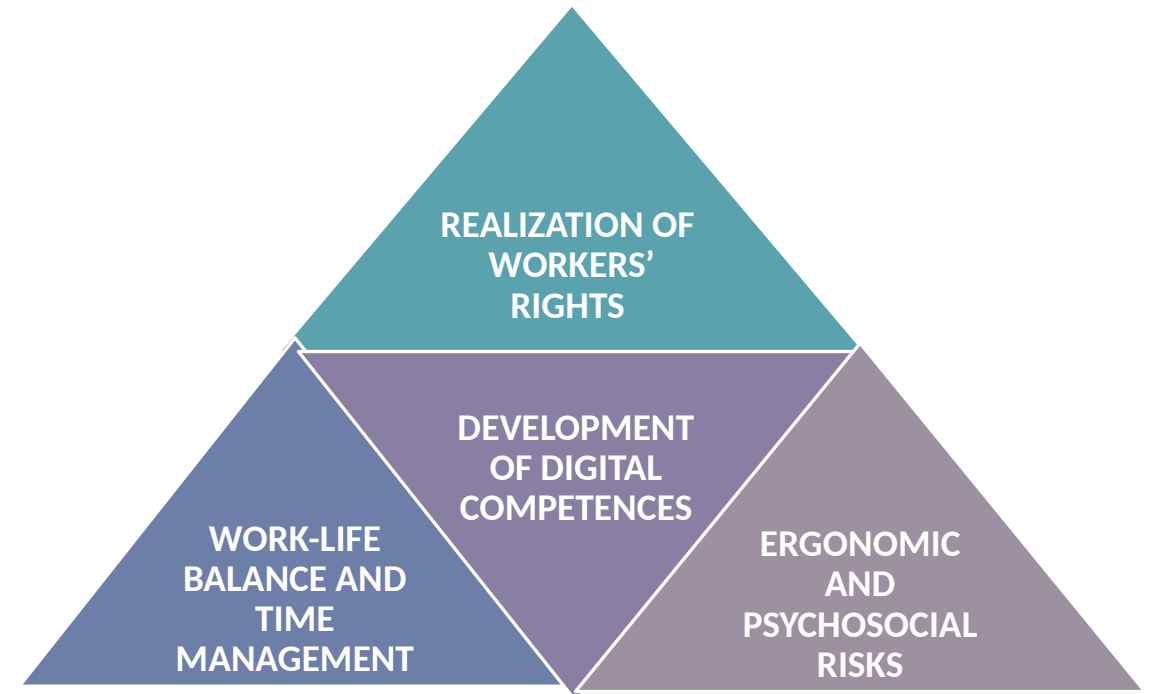 REALIZATION OF
WORKERS’
RIGHTS
DEVELOPMENT
OF DIGITAL
COMPETENCES
WORK-LIFE
BALANCE AND
TIME
MANAGEMENT
ERGONOMIC
AND
PSYCHOSOCIAL
RISKS